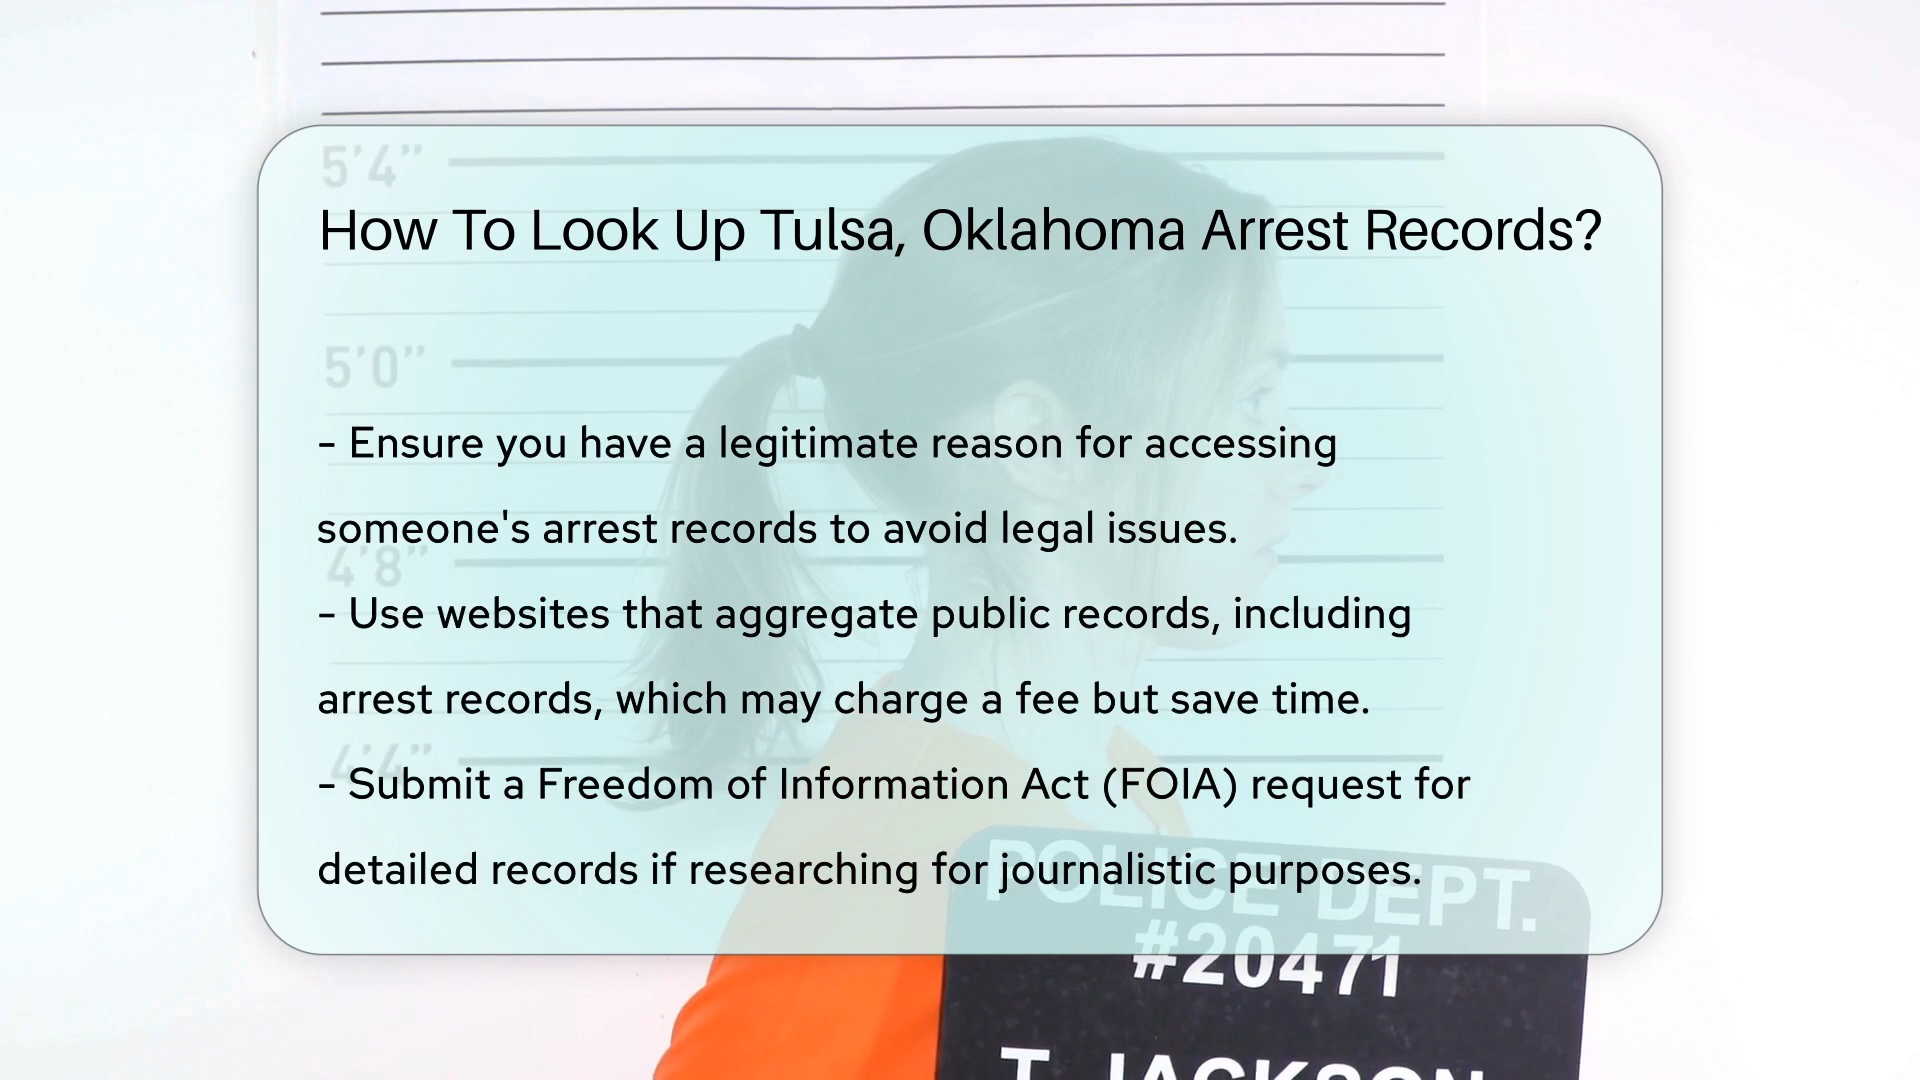 5'4"
How To Look Up Tulsa, Oklahoma Arrest Records?
5'0"
- Ensure you have a legitimate reason for accessing
someone's arrest records to avoid legal issues.
4'8"
- Use websites that aggregate public records, including
arrest records, which may charge a fee but save time.
4'4"
- Submit a Freedom of Information Act (FOIA) request for
detailed records if researching for journalistic purposes.
POLICE DEPT.
#20471
T JACKSON